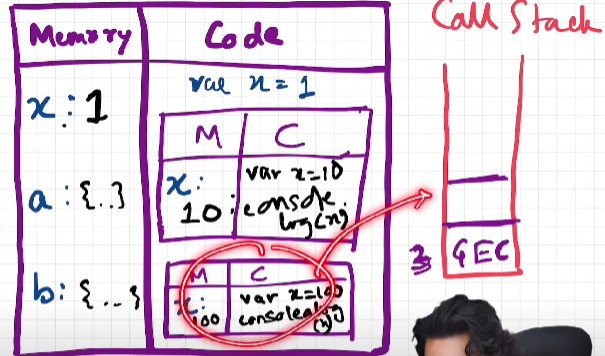 Memory
Code
Call Stack
x: 1
var x = 1
M
C
x:
10
var x=10
console.
log(x)
a: {..}
b: {...}
M
C
x:
100
var x=100
console.log
(x)
GEC